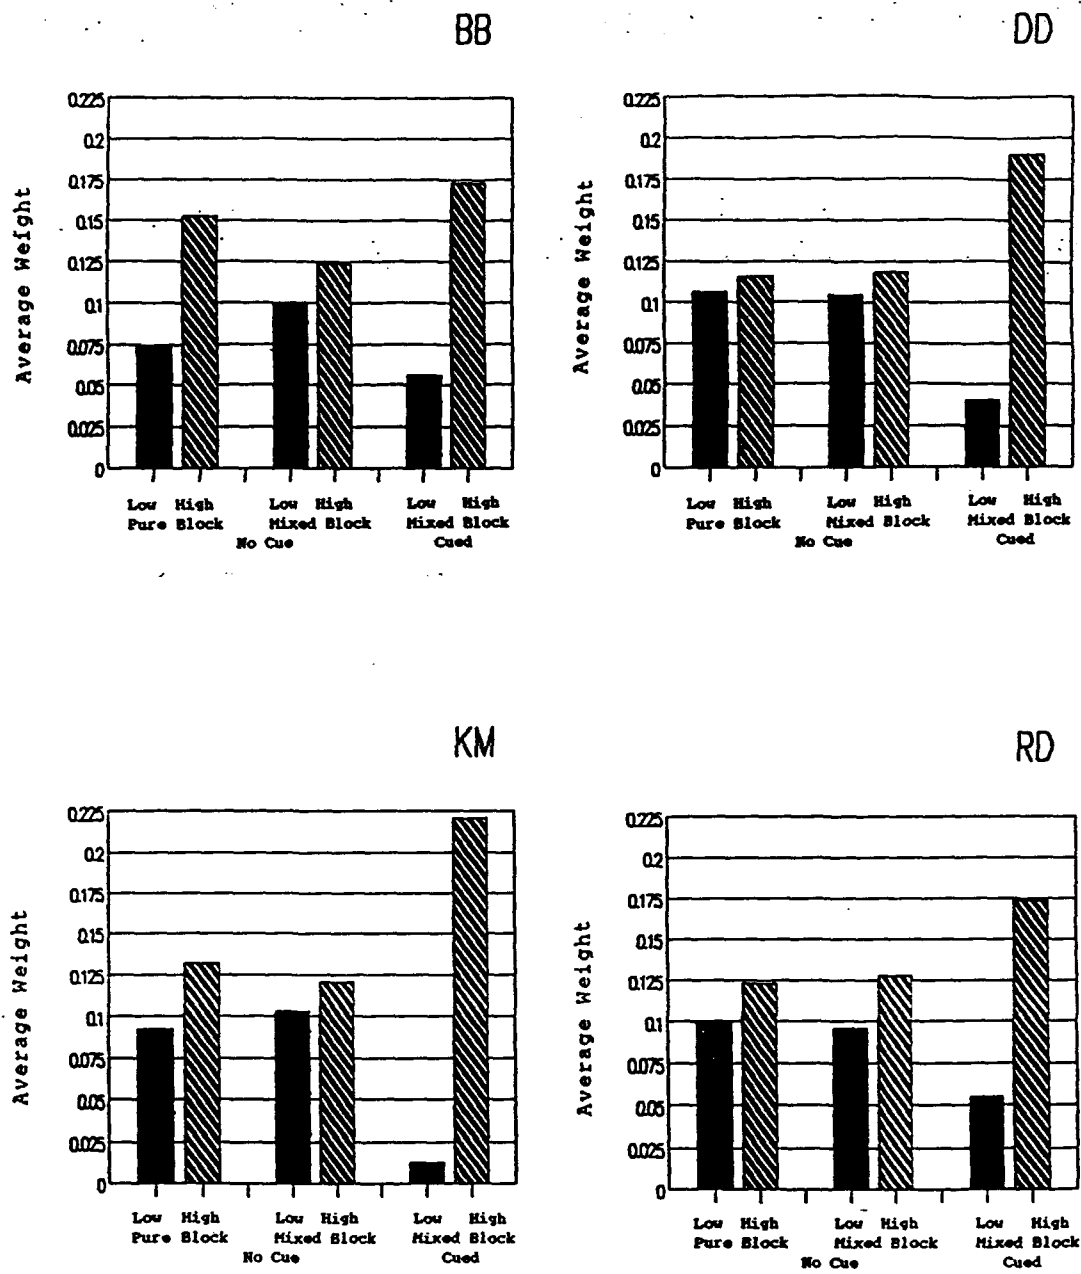 BB
0.225
0.2
0.175
0.15
0.125
0.1
0.075
0.05
0.025
0
Average Weight
Low High Low High Low High
Pure Block Mixed Block Mixed Block
No Cue Cued
DD
0.225
0.2
0.175
0.15
0.125
0.1
0.075
0.05
0.025
0
Average Weight
Low High Low High Low High
Pure Block Mixed Block Mixed Block
No Cue Cued
KM
0.225
0.2
0.175
0.15
0.125
0.1
0.075
0.05
0.025
0
Average Weight
Low High Low High Low High
Pure Block Mixed Block Mixed Block
No Cue Cued
RD
0.225
0.2
0.175
0.15
0.125
0.1
0.075
0.05
0.025
0
Average Weight
Low High Low High Low High
Pure Block Mixed Block Mixed Block
No Cue Cued